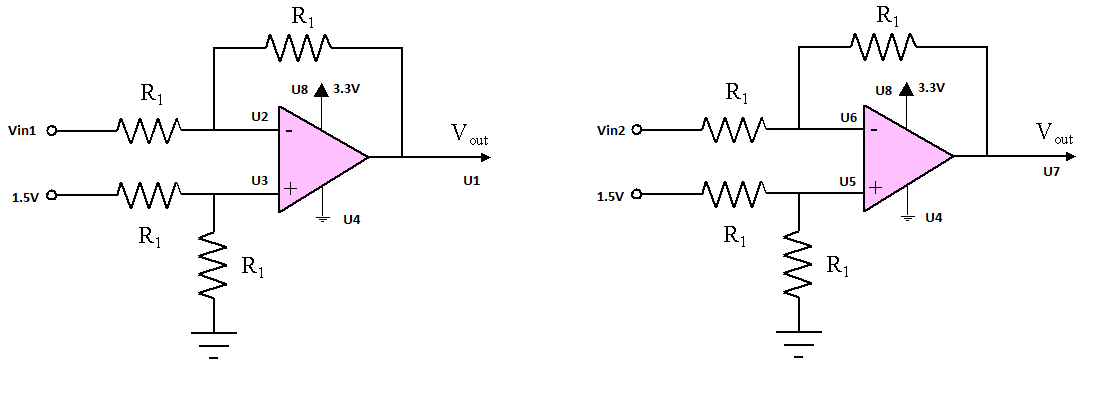 R1
U8 3.3V
R1
U2
Vin1
-
Vout
U3
U1
1.5V
+
U4
R1
R1
R1
U8 3.3V
R1
U6
Vin2
-
Vout
U5
U7
1.5V
+
U4
R1
R1